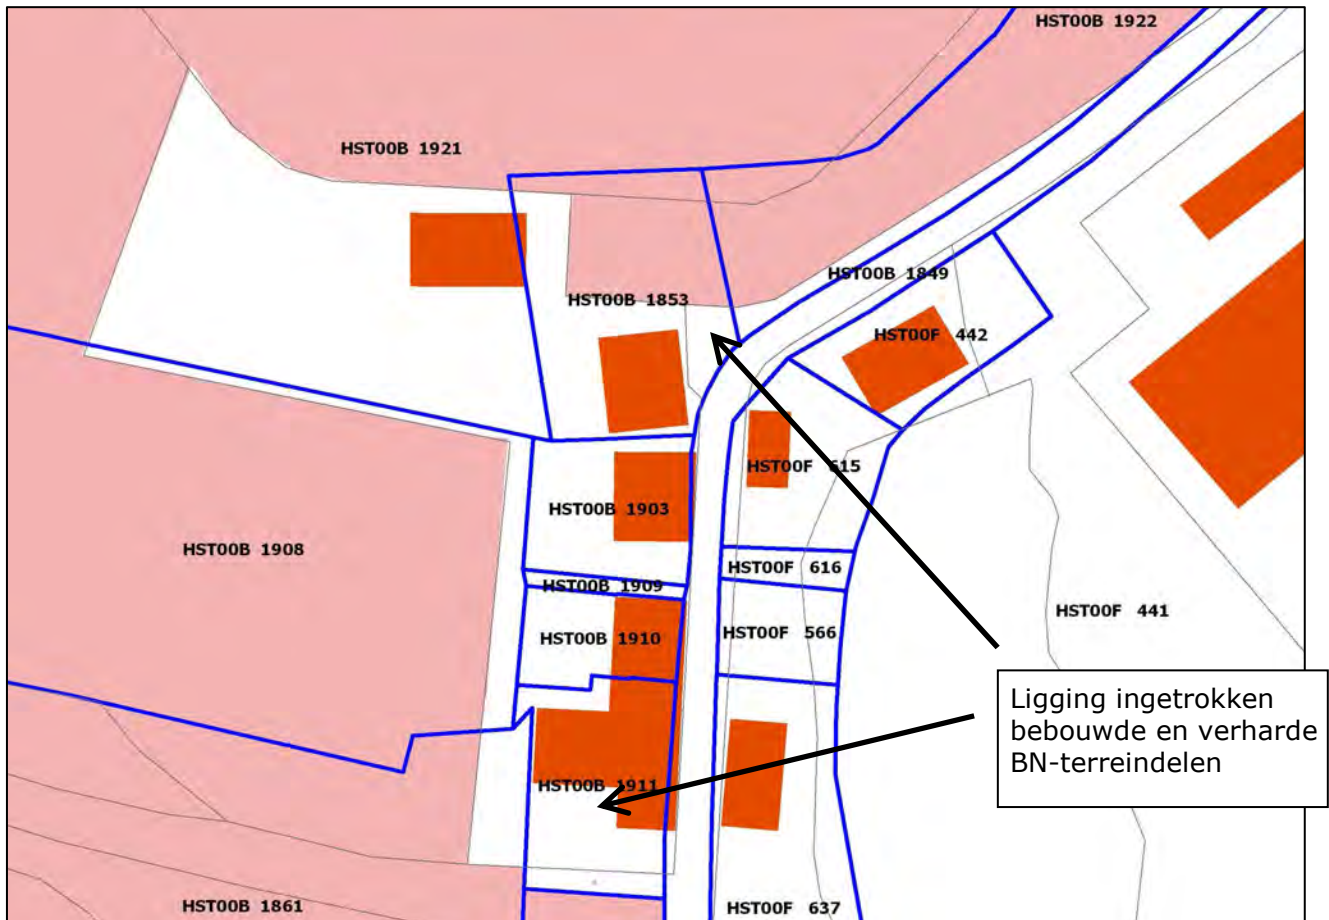 HST00B 1922
HST00B 1921
HST00B 1849
HST00B 1853
HST00F 442
HST00F 615
HST00B 1903
HST00B 1908
HST00F 616
HST00B 1909
HST00F 441
HST00F 566
HST00B 1910
Ligging ingetrokken
bebouwde en verharde
BN-terreindelen
HST00B 1911
HST00B 1861
HST00F 637